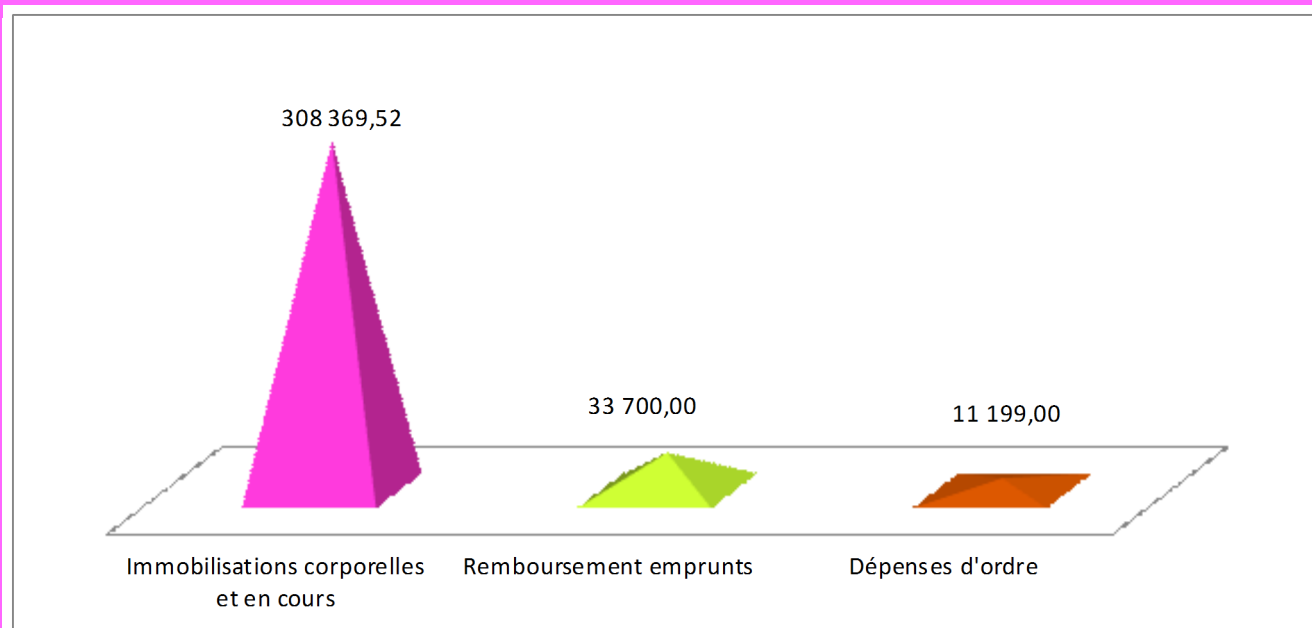 308 369,52
33 700,00
11 199,00
Immobilisations corporelles
et en cours
Remboursement emprunts
Dépenses d'ordre